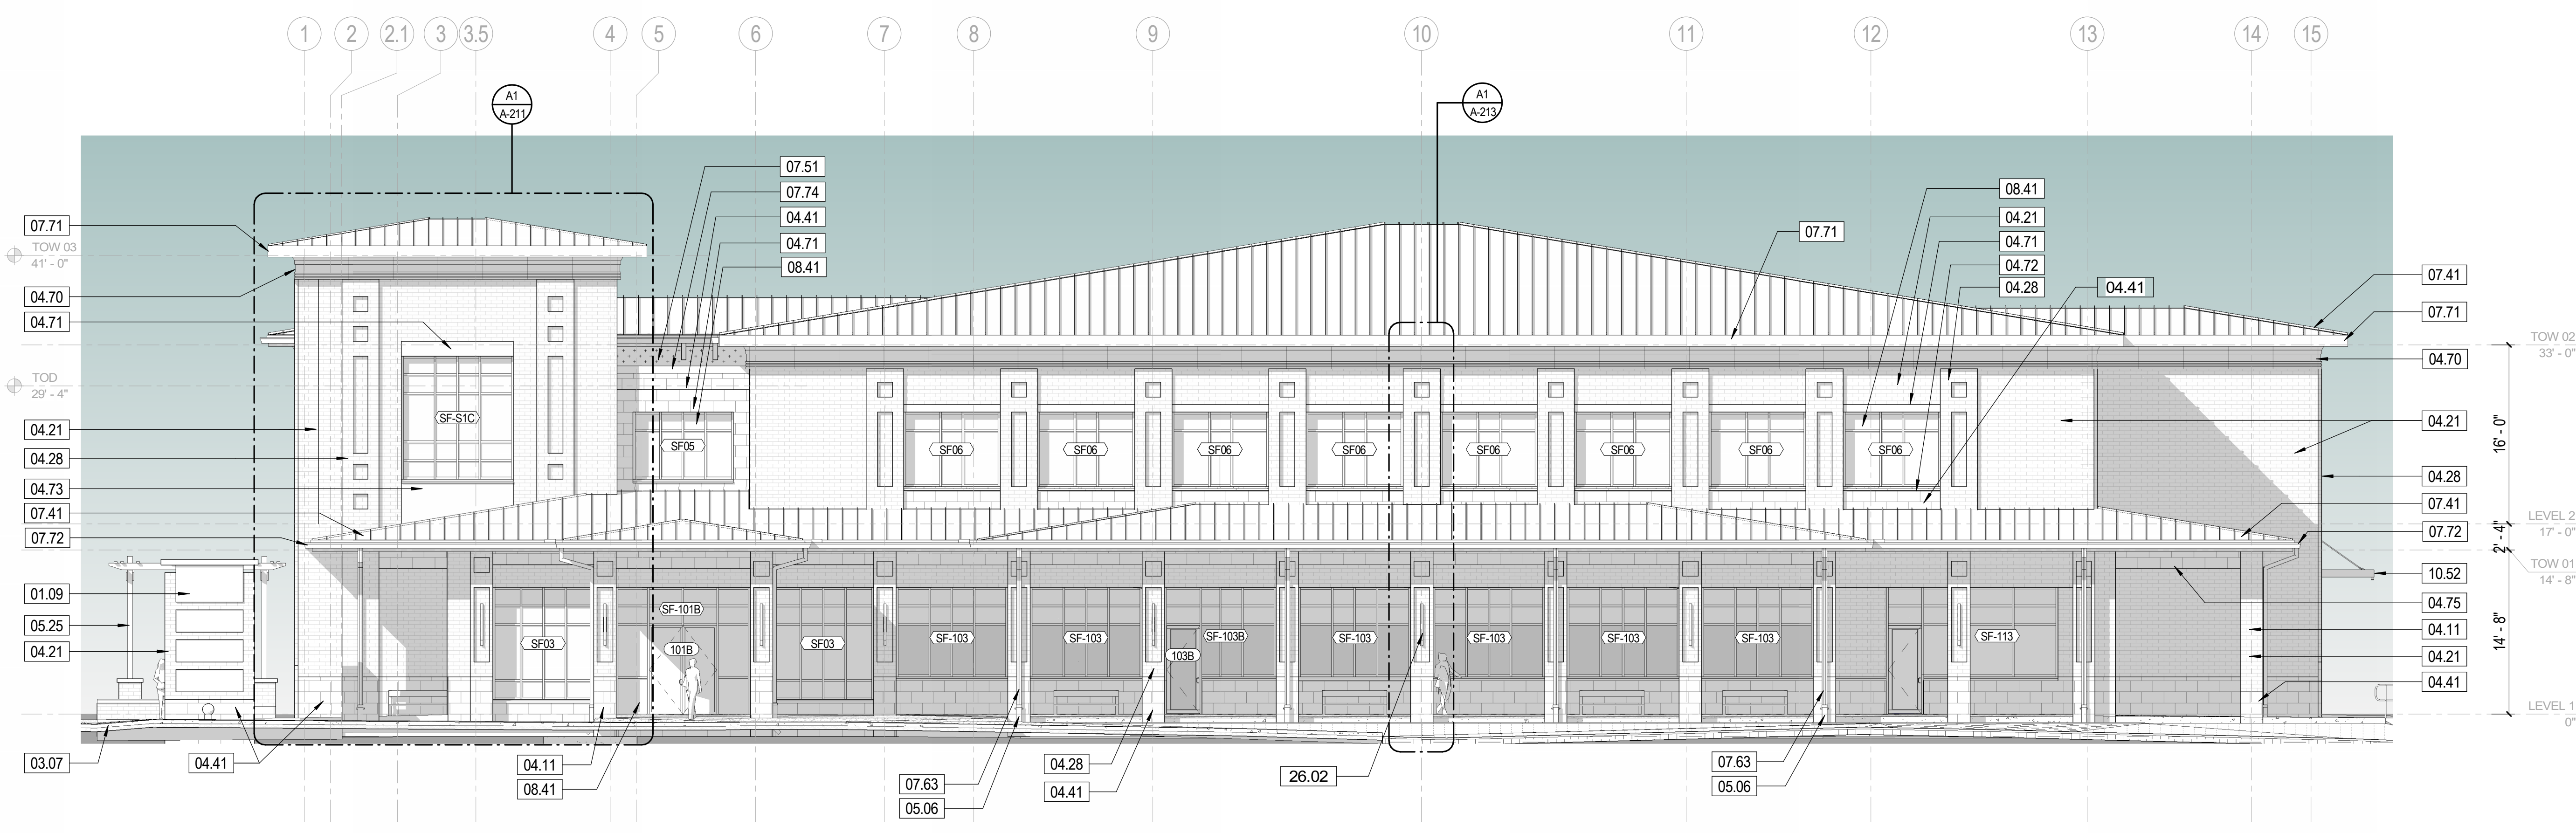 1 2 2.1 3 3.5 4 5 6 7 8 9 10 11 12 13 14 15
A1
A-211
A1
A-213
07.51
07.74
04.41
04.71
08.41
08.41
04.21
04.71
04.72
04.28
04.41
07.71
07.71
TOW 03
41' - 0"
04.70
04.71
TOD
29' - 4"
04.21
04.28
04.73
07.41
07.72
01.09
05.25
04.21
03.07
04.41
SF-S1C
SF05
SF06 SF06 SF06 SF06 SF06 SF06 SF06 SF06
SF03
SF-101B
101B
SF03
SF-103
SF-103
SF-103B
103B
SF-103
SF-103
SF-103
SF-103
SF-113
04.11
08.41
07.63
05.06
04.28
04.41
26.02
07.63
05.06
07.41
07.71
TOW 02
33' - 0"
04.70
16' - 0"
04.21
04.28
07.41
LEVEL 2
17' - 0"
2' - 4"
07.72
TOW 01
14' - 8"
10.52
04.75
04.11
14' - 8"
04.21
04.41
LEVEL 1
0"